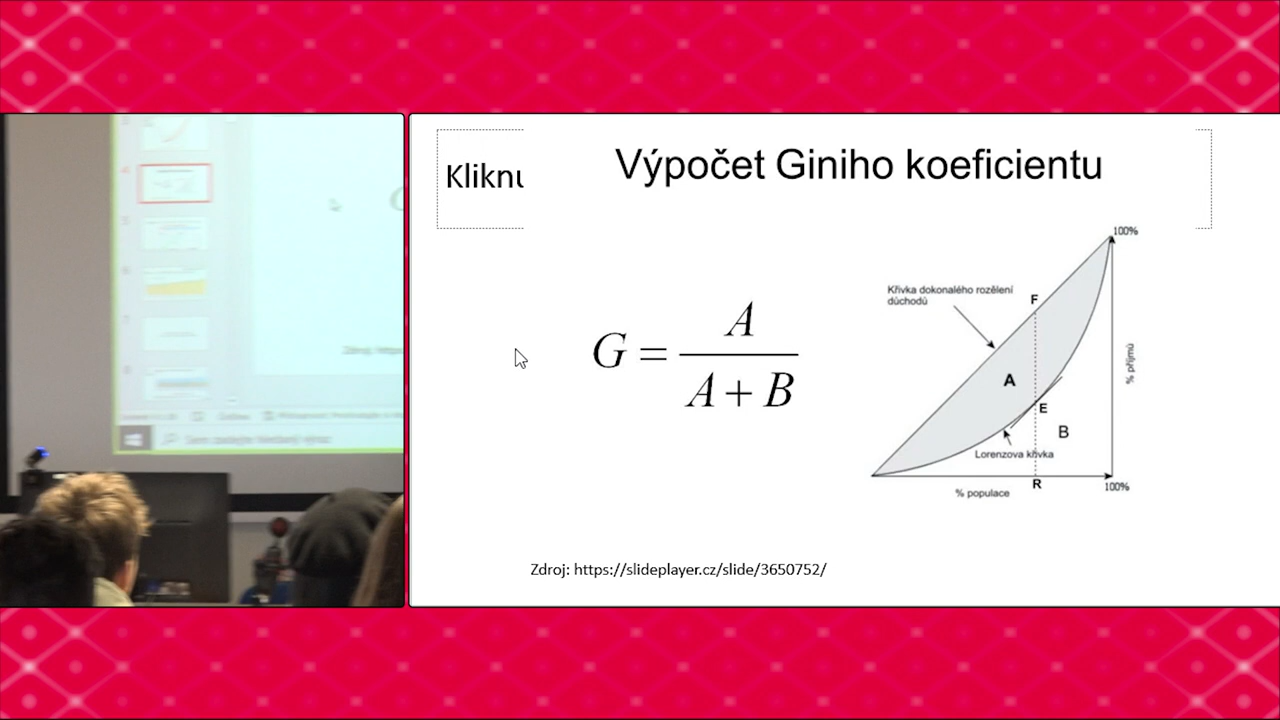 Kliknu
Výpočet Giniho koeficientu
G = A / A + B
100%
Křivka dokonalého rozělení
důchodů
F
% příjmů
A
E
B
Lorenzova křivka
R
100%
% populace
Zdroj: https://slideplayer.cz/slide/3650752/